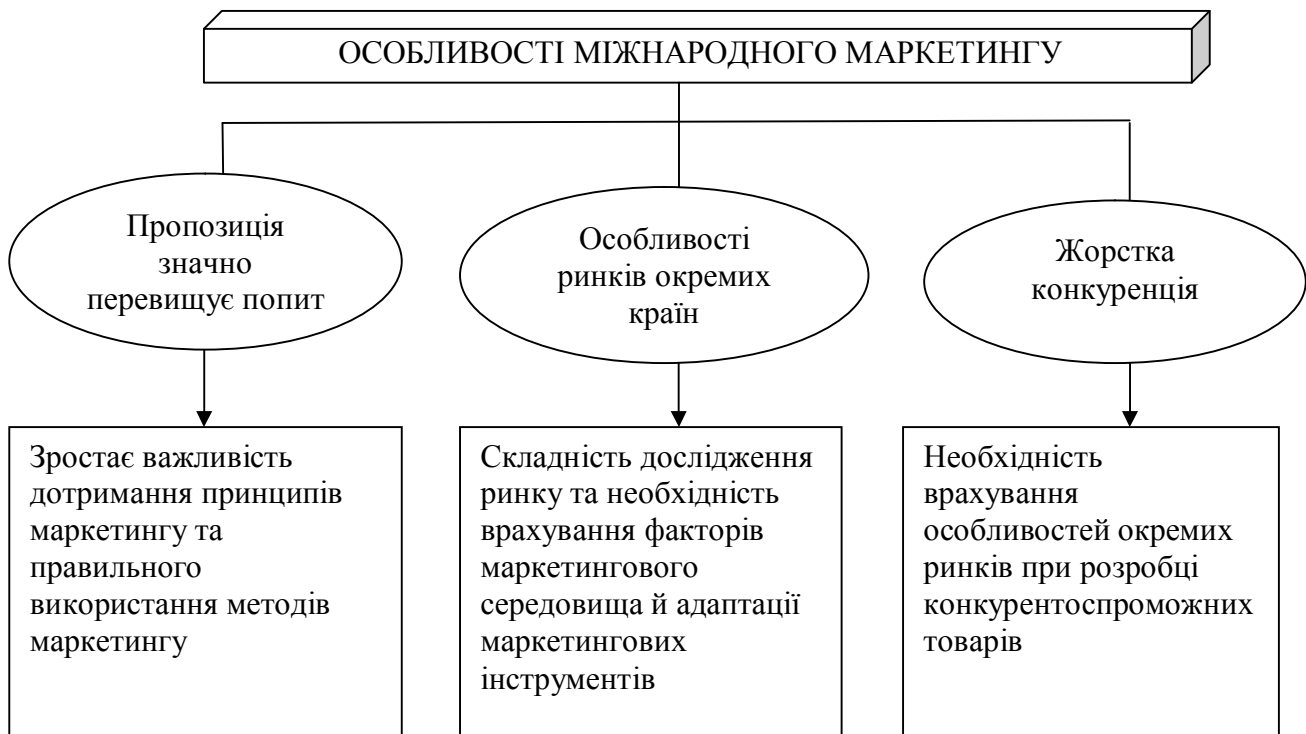 ОСОБЛИВОСТІ МІЖНАРОДНОГО МАРКЕТИНГУ
Пропозиція
значно
перевищує попит
Особливості
ринків окремих
країн
Жорстка
конкуренція
Зростає важливість
дотримання принципів
маркетингу та
правильного
використання методів
маркетингу
Складність дослідження
ринку та необхідність
врахування факторів
маркетингового
середовища й адаптації
маркетингових
інструментів
Необхідність
врахування
особливостей окремих
ринків при розробці
конкурентоспроможних
товарів